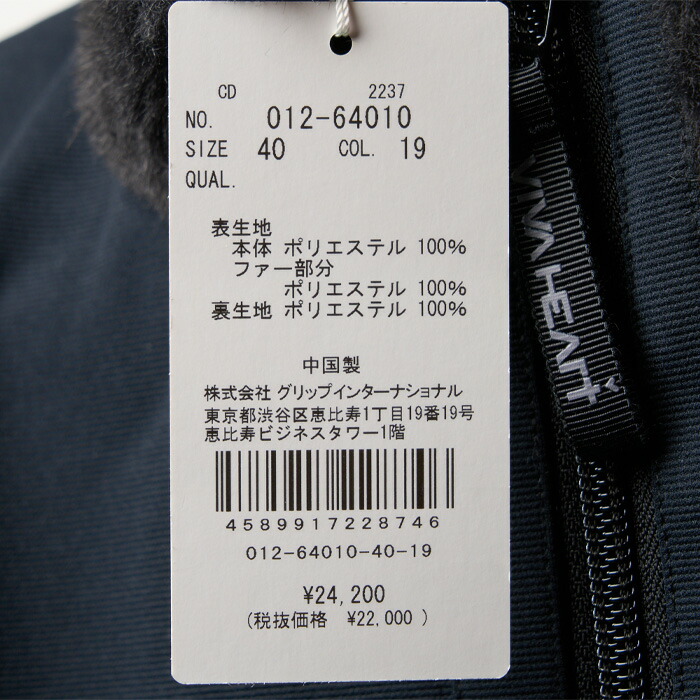 CD 2237
NO. 012-64010
SIZE 40 COL. 19
QUAL.
表生地
本体 ポリエステル 100%
ファー部分
ポリエステル 100%
裏生地 ポリエステル 100%
中国製
株式会社 グリップインターナショナル
東京都渋谷区恵比寿1丁目19番19号
恵比寿ビジネスタワー1階
4589917228746
012-64010-40-19
¥24,200
(税抜価格 ¥22,000 )
VIVA HEART